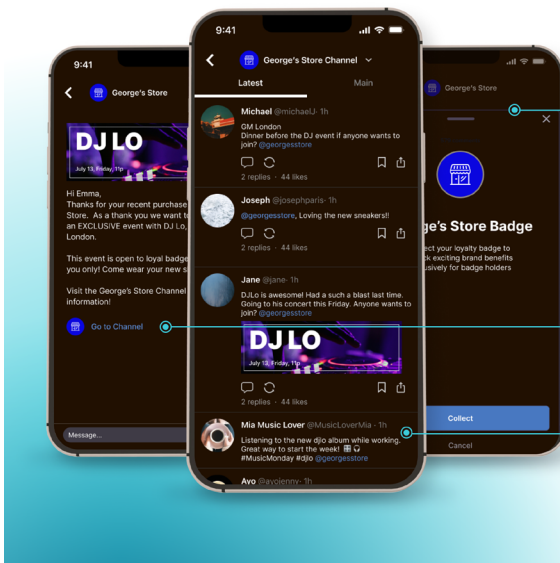 9:41
George's Store
DJ LO
July 13, Friday, 11p
Hi Emma,
Thanks for your recent purchase
Store. As a thank you we want t
an EXCLUSIVE event with DJ Lo,
London.
This event is open to loyal badge
you only! Come wear your new s
Visit the George's Store Channel
information!
Go to Channel
Message...
9:41
George's Store Channel
Latest
Main
Michael @michaelJ· 1h
GM London
Dinner before the DJ event if anyone wants to
join? @georgesstore
2 replies · 44 likes
Joseph @josephparis· 1h
@georgesstore, Loving the new sneakers!!
2 replies · 44 likes
Jane @jane· 1h
DJLo is awesome! Had a such a blast last time.
Going to his concert this Friday. Anyone wants to
join? @georgesstore
DJ LO
July 13, Friday, 11p
2 replies · 44 likes
Mia Music Lover @MusicLoverMia · 1h
Listening to the new djlo album while working.
Great way to start the week! 🎛️ 🎧
#MusicMonday #djlo @georgesstore
Ayo @ayojenny· 1h
George's Store
ge's Store Badge
ect your loyalty badge to
ck exciting brand benefits
usively for badge holders
Collect
Cancel